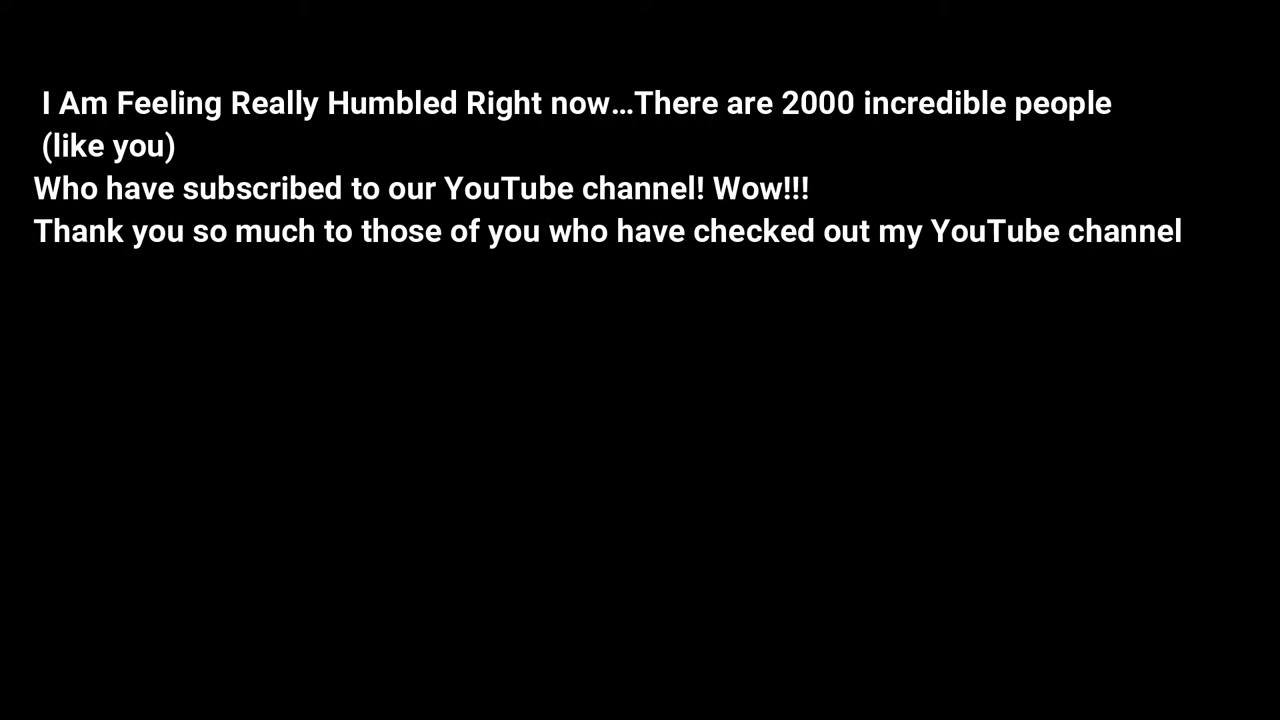 I Am Feeling Really Humbled Right now...There are 2000 incredible people
(like you)
Who have subscribed to our YouTube channel! Wow!!!
Thank you so much to those of you who have checked out my YouTube channel